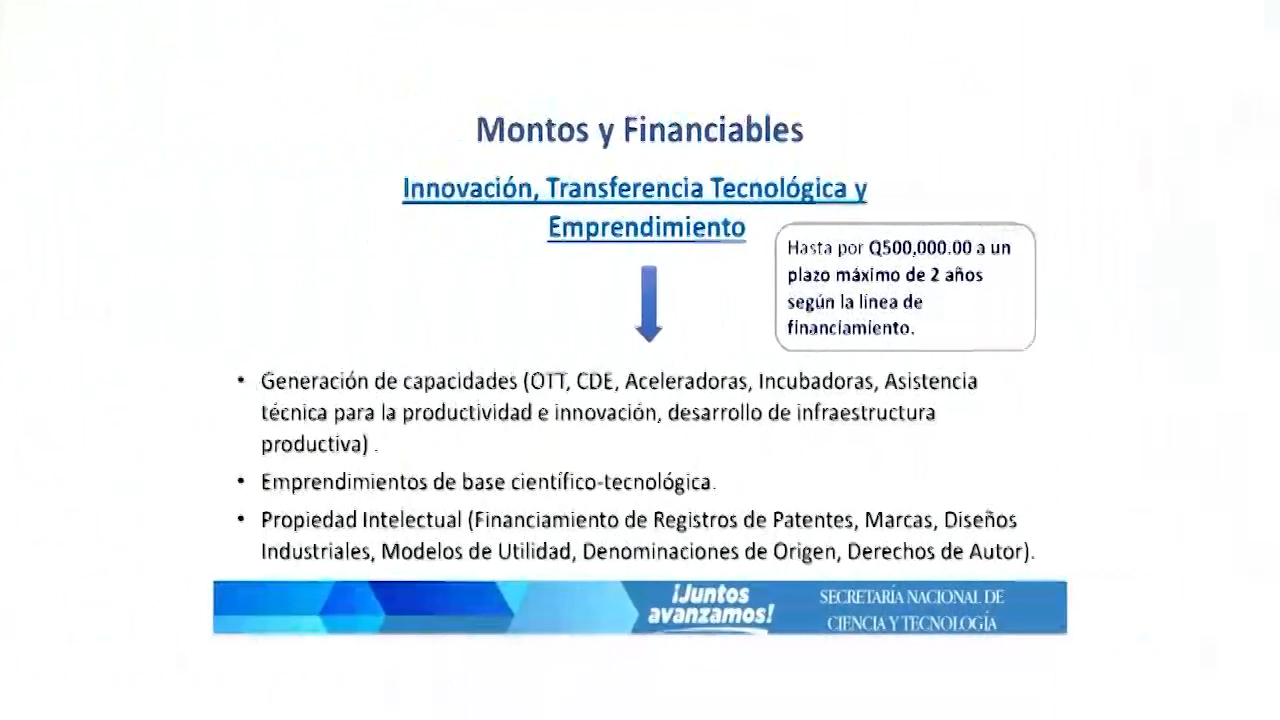 Montos y Financiables
Innovación, Transferencia Tecnológica y
Emprendimiento
Hasta por Q500,000.00 a un
plazo máximo de 2 años
según la línea de
financiamiento.
• Generación de capacidades (OTT, CDE, Aceleradoras, Incubadoras, Asistencia
técnica para la productividad e innovación, desarrollo de infraestructura
productiva) .
• Emprendimientos de base científico-tecnológica.
• Propiedad Intelectual (Financiamiento de Registros de Patentes, Marcas, Diseños
Industriales, Modelos de Utilidad, Denominaciones de Origen, Derechos de Autor).
¡Juntos
avanzamos!
SECRETARÍA NACIONAL DE
CIENCIA Y TECNOLOGÍA